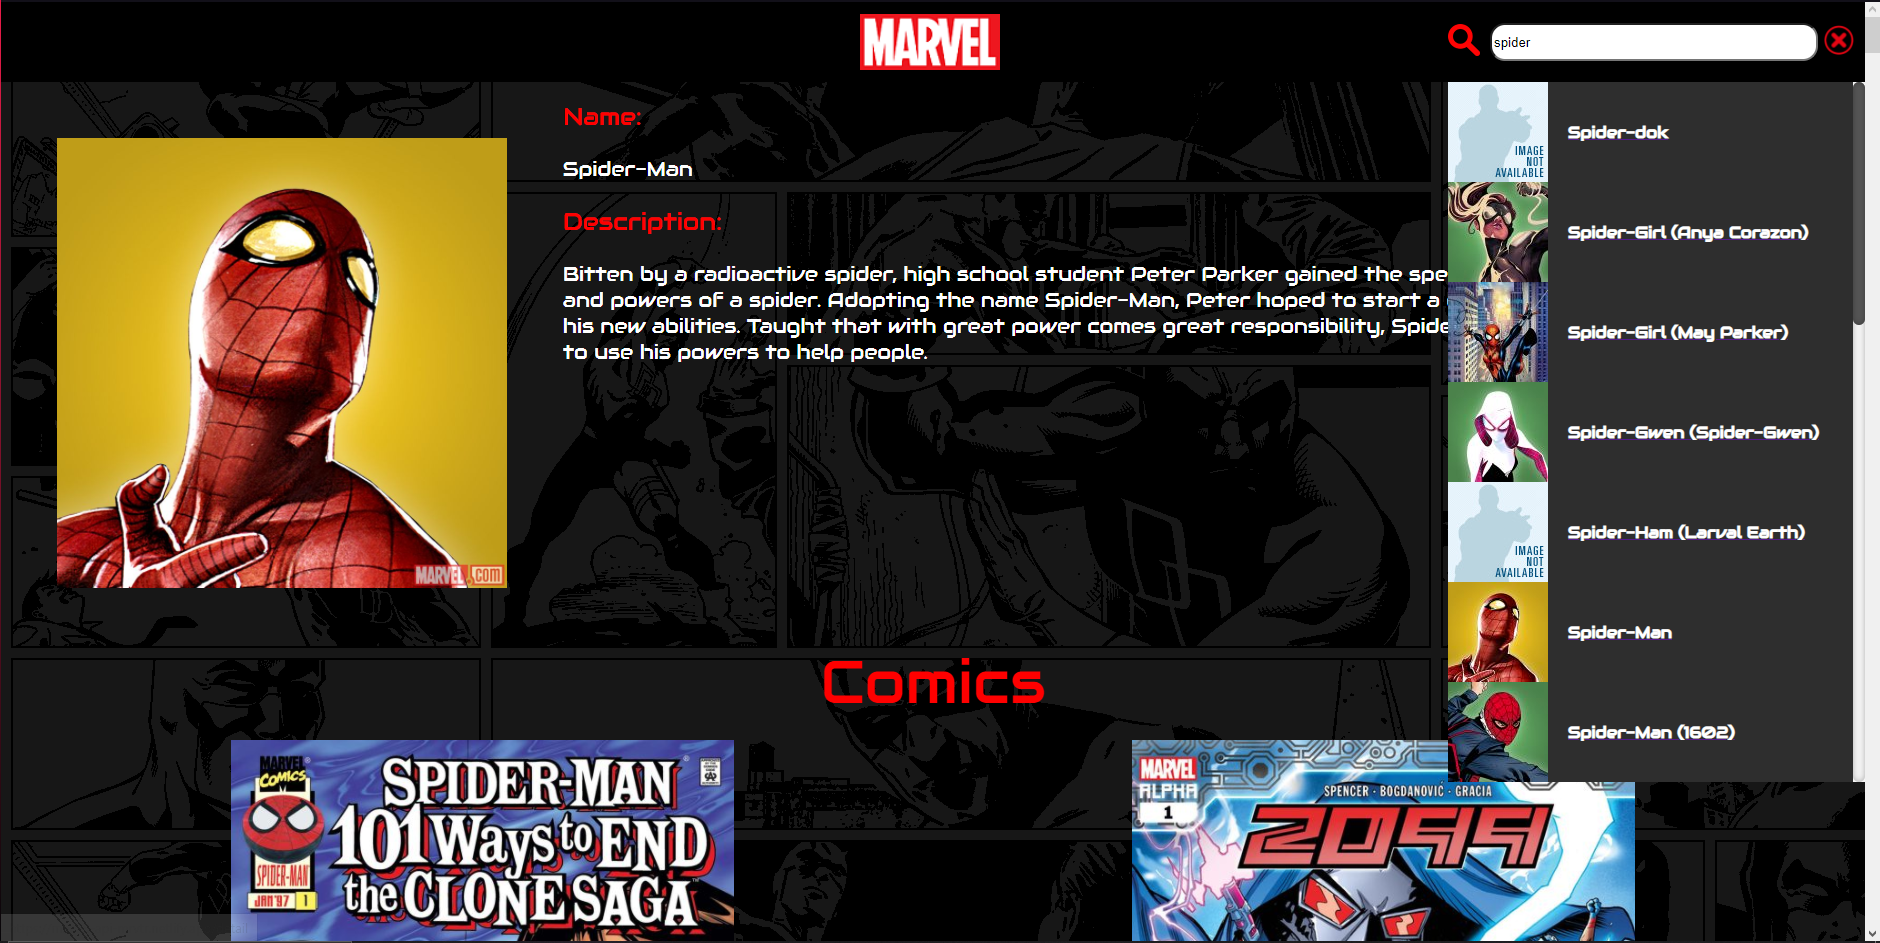 MARVEL
spider
Name:
Spider-Man
Description:
Bitten by a radioactive spider, high school student Peter Parker gained the spe
and powers of a spider. Adopting the name Spider-Man, Peter hoped to start a
his new abilities. Taught that with great power comes great responsibility, Spide
to use his powers to help people.
MARVEL.com
IMAGE
NOT
AVAILABLE
Spider-dok
Spider-Girl (Anya Corazon)
Spider-Girl (May Parker)
Spider-Gwen (Spider-Gwen)
IMAGE
NOT
AVAILABLE
Spider-Ham (Larval Earth)
Spider-Man
Spider-Man (1602)
Comics
MARVEL
COMICS
SPIDER-MAN
JAN '97 1
SPIDER-MAN
101 Ways to END
the CLONE SAGA
MARVEL
ALPHA
1
SPENCER · BOGDANOVIĆ · GRACIA
2099